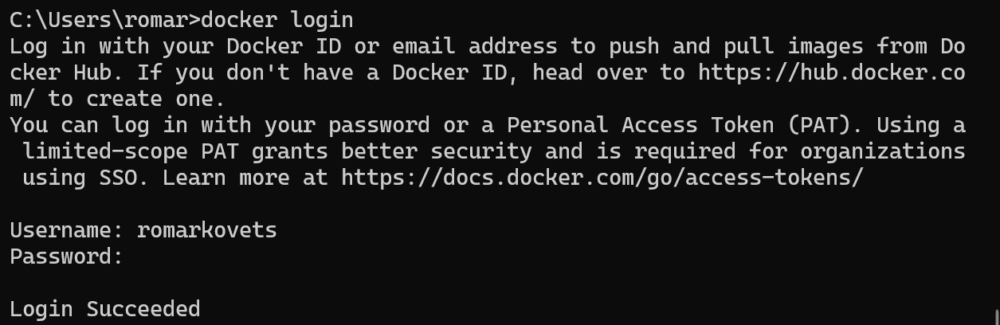 C:\Users\romar>docker login
Log in with your Docker ID or email address to push and pull images from Do
cker Hub. If you don't have a Docker ID, head over to https://hub.docker.co
m/ to create one.
You can log in with your password or a Personal Access Token (PAT). Using a
 limited-scope PAT grants better security and is required for organizations
 using SSO. Learn more at https://docs.docker.com/go/access-tokens/
Username: romarkovets
Password:
Login Succeeded